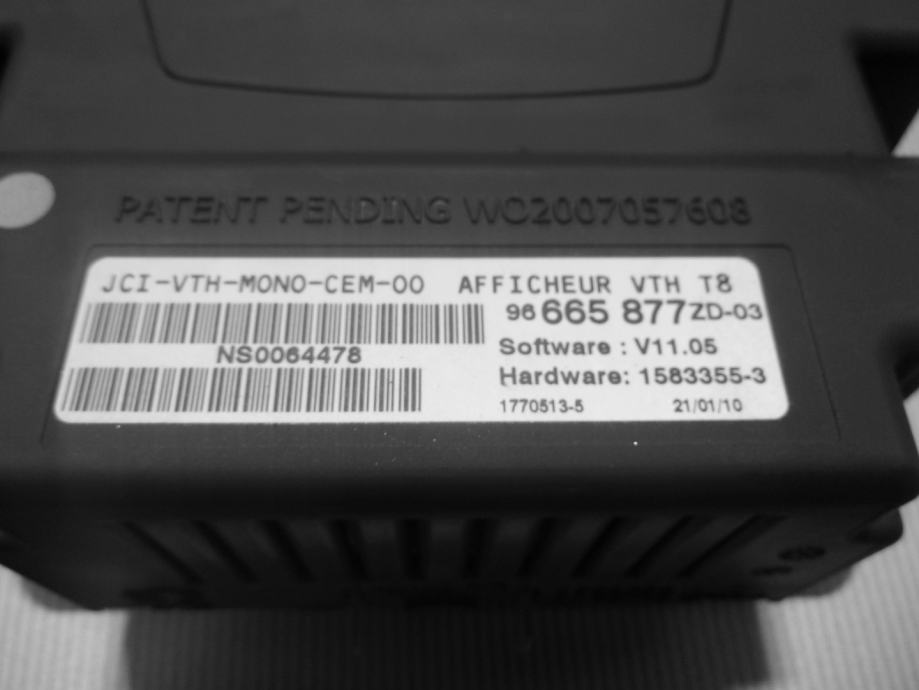 PATENT PENDING WO2007057608
JCI-VTH-MONO-CEM-00 AFFICHEUR VTH T8
96 665 877 ZD-03
NS0064478
Software : V11.05
Hardware: 1583355-3
1770513-5 21/01/10